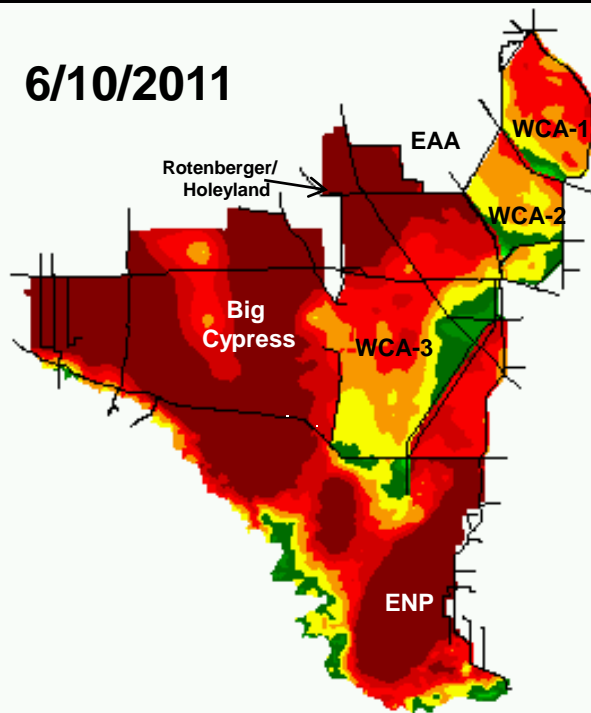 6/10/2011
EAA
WCA-1
Rotenberger/
Holeyland
WCA-2
Big
Cypress
WCA-3
ENP